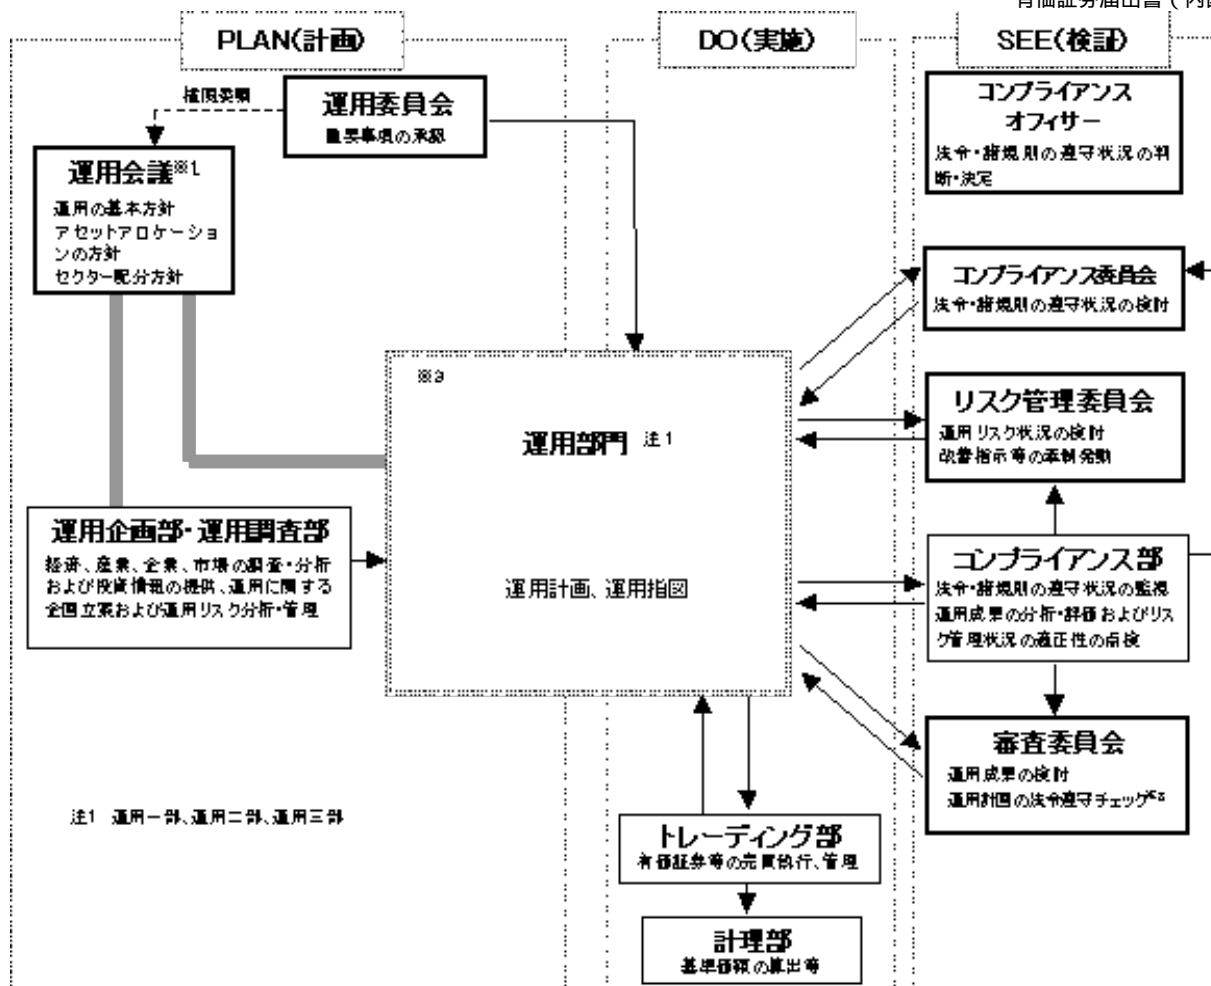 有価証券届出書（内
PLAN(計画)
DO(実施)
SEE(検証)
権限委嘱
運用委員会
重要事項の承認
運用会議※1
運用の基本方針
アセットアロケーショ
ンの方針
セクター配分方針
運用企画部・運用調査部
経済、産業、企業、市場の調査・分析
および投資情報の提供、運用に関する
企画立案および運用リスク分析・管理
注1 運用一部、運用二部、運用三部
※3
運用部門 注1
運用計画、運用指図
トレーディング部
有価証券等の売買執行、管理
計理部
基準価額の算出等
コンプライアンス
オフィサー
法令・諸規則の遵守状況の判
断・決定
コンプライアンス委員会
法令・諸規則の遵守状況の検討
リスク管理委員会
運用リスク状況の検討
改善指示等の牽制発動
コンプライアンス部
法令・諸規則の遵守状況の監視
運用成果の分析・評価およびリス
ク管理状況の適正性の点検
審査委員会
運用成果の検討
運用計画の法令遵守チェック